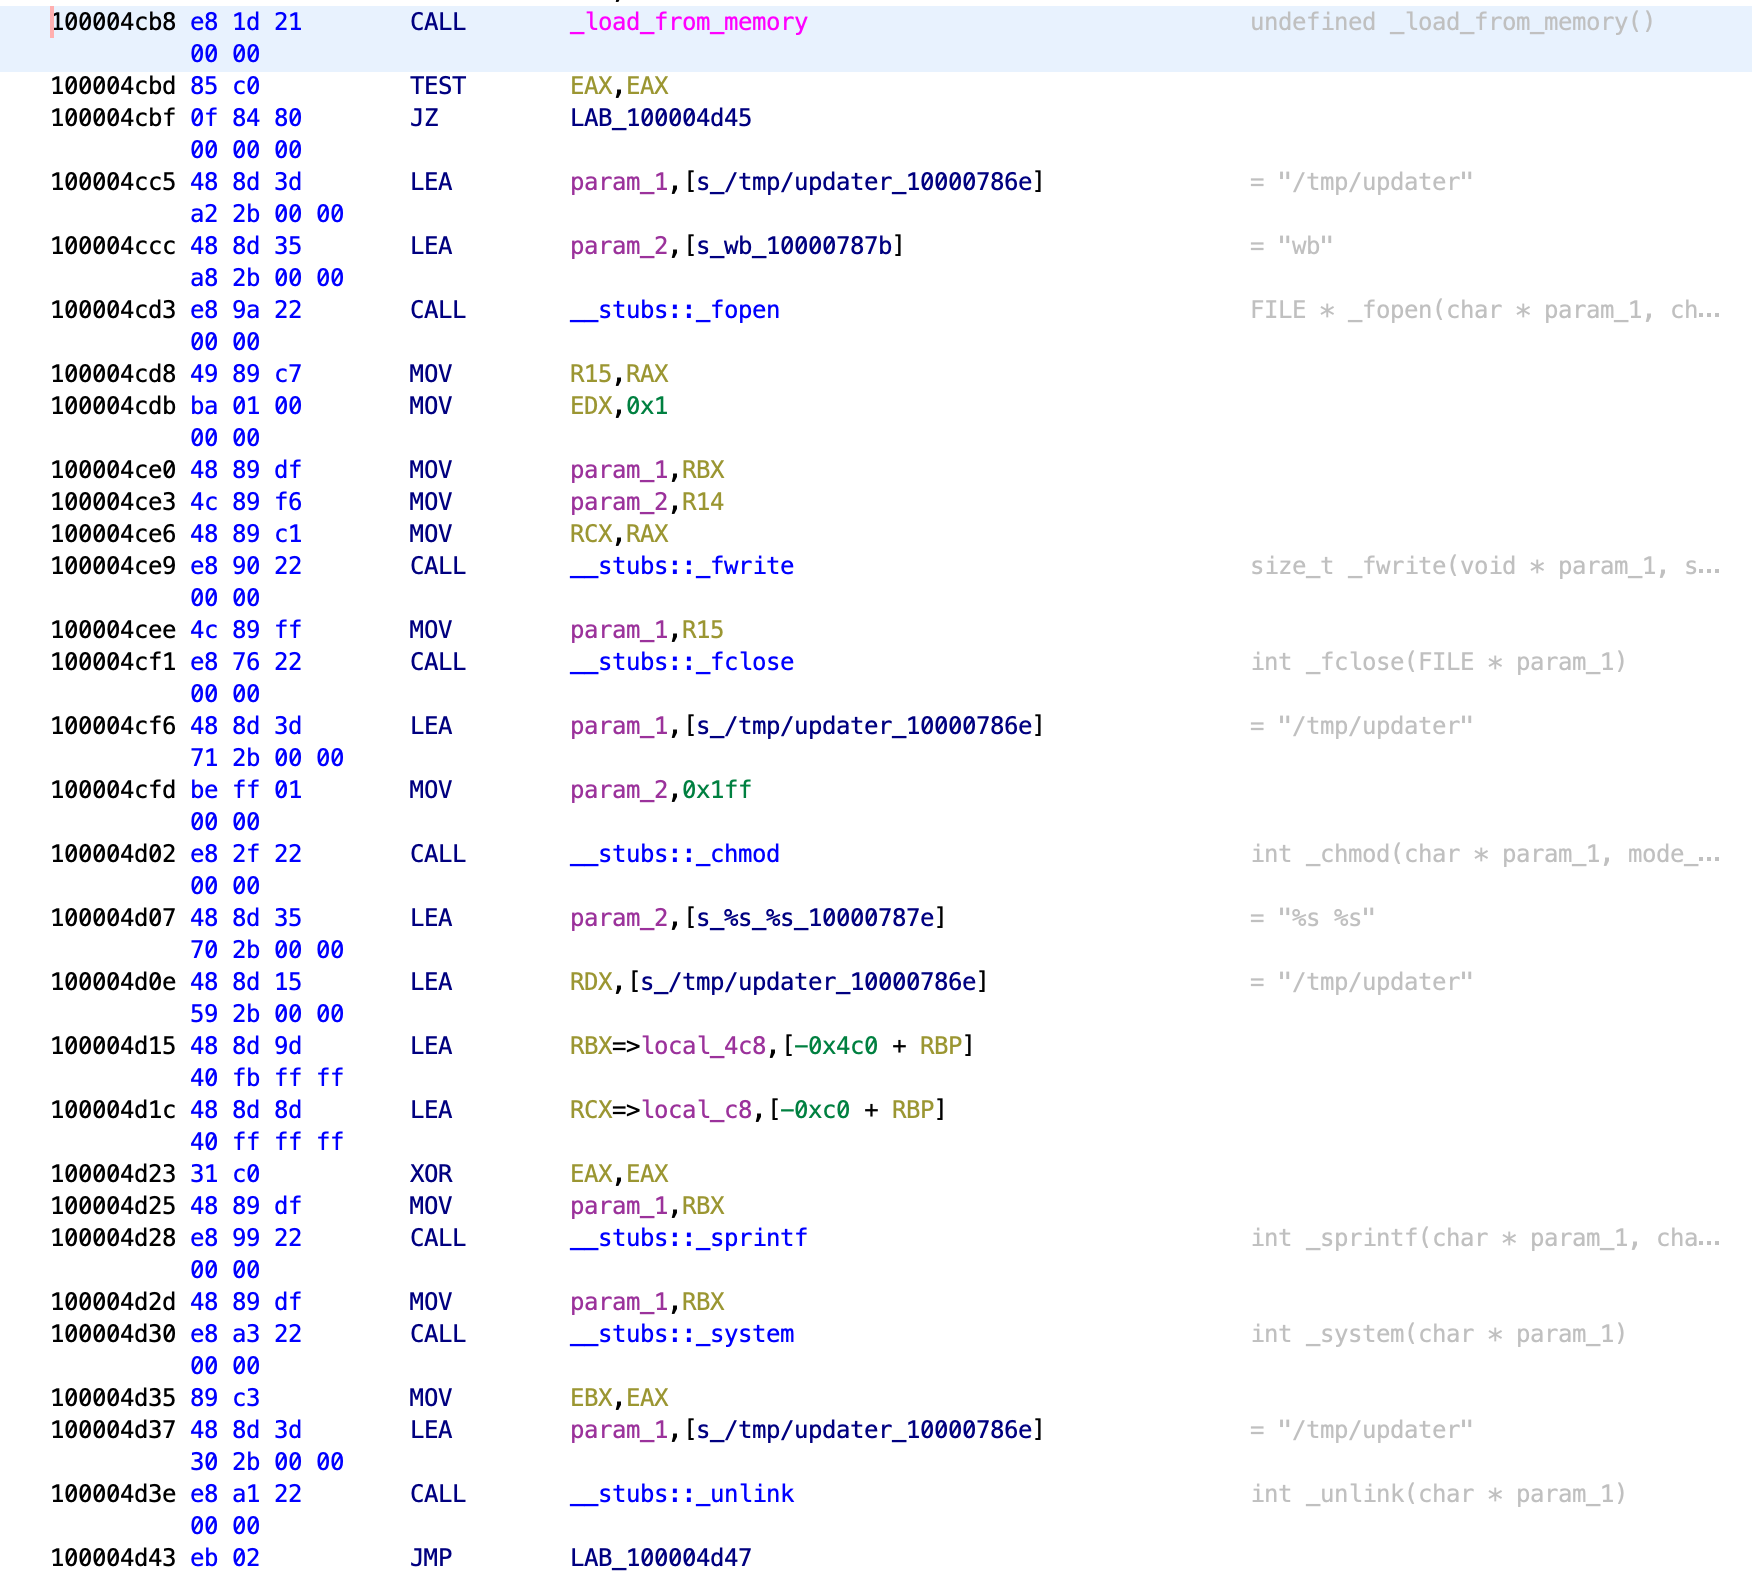 100004cb8 e8 1d 21 CALL _load_from_memory undefined _load_from_memory()
00 00
100004cbd 85 c0 TEST EAX,EAX
100004cbf 0f 84 80 JZ LAB_100004d45
00 00 00
100004cc5 48 8d 3d LEA param_1,[s_/tmp/updater_10000786e] = "/tmp/updater"
a2 2b 00 00
100004ccc 48 8d 35 LEA param_2,[s_wb_10000787b] = "wb"
a8 2b 00 00
100004cd3 e8 9a 22 CALL __stubs::_fopen FILE * _fopen(char * param_1, ch...
00 00
100004cd8 49 89 c7 MOV R15,RAX
100004cdb ba 01 00 MOV EDX,0x1
00 00
100004ce0 48 89 df MOV param_1,RBX
100004ce3 4c 89 f6 MOV param_2,R14
100004ce6 48 89 c1 MOV RCX,RAX
100004ce9 e8 90 22 CALL __stubs::_fwrite size_t _fwrite(void * param_1, s...
00 00
100004cee 4c 89 ff MOV param_1,R15
100004cf1 e8 76 22 CALL __stubs::_fclose int _fclose(FILE * param_1)
00 00
100004cf6 48 8d 3d LEA param_1,[s_/tmp/updater_10000786e] = "/tmp/updater"
71 2b 00 00
100004cfd be ff 01 MOV param_2,0x1ff
00 00
100004d02 e8 2f 22 CALL __stubs::_chmod int _chmod(char * param_1, mode_...
00 00
100004d07 48 8d 35 LEA param_2,[s_%s_%s_10000787e] = "%s %s"
70 2b 00 00
100004d0e 48 8d 15 LEA RDX,[s_/tmp/updater_10000786e] = "/tmp/updater"
59 2b 00 00
100004d15 48 8d 9d LEA RBX=>local_4c8,[-0x4c0 + RBP]
40 fb ff ff
100004d1c 48 8d 8d LEA RCX=>local_c8,[-0xc0 + RBP]
40 ff ff ff
100004d23 31 c0 XOR EAX,EAX
100004d25 48 89 df MOV param_1,RBX
100004d28 e8 99 22 CALL __stubs::_sprintf int _sprintf(char * param_1, cha...
00 00
100004d2d 48 89 df MOV param_1,RBX
100004d30 e8 a3 22 CALL __stubs::_system int _system(char * param_1)
00 00
100004d35 89 c3 MOV EBX,EAX
100004d37 48 8d 3d LEA param_1,[s_/tmp/updater_10000786e] = "/tmp/updater"
30 2b 00 00
100004d3e e8 a1 22 CALL __stubs::_unlink int _unlink(char * param_1)
00 00
100004d43 eb 02 JMP LAB_100004d47